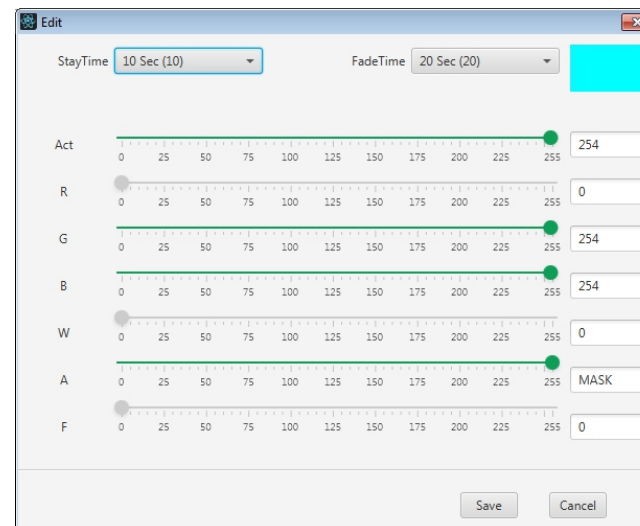 Edit
StayTime 10 Sec (10) FadeTime 20 Sec (20)
Act 254
0 25 50 75 100 125 150 175 200 225 255
R 0
0 25 50 75 100 125 150 175 200 225 255
G 254
0 25 50 75 100 125 150 175 200 225 255
B 254
0 25 50 75 100 125 150 175 200 225 255
W 0
0 25 50 75 100 125 150 175 200 225 255
A MASK
0 25 50 75 100 125 150 175 200 225 255
F 0
0 25 50 75 100 125 150 175 200 225 255
Save Cancel